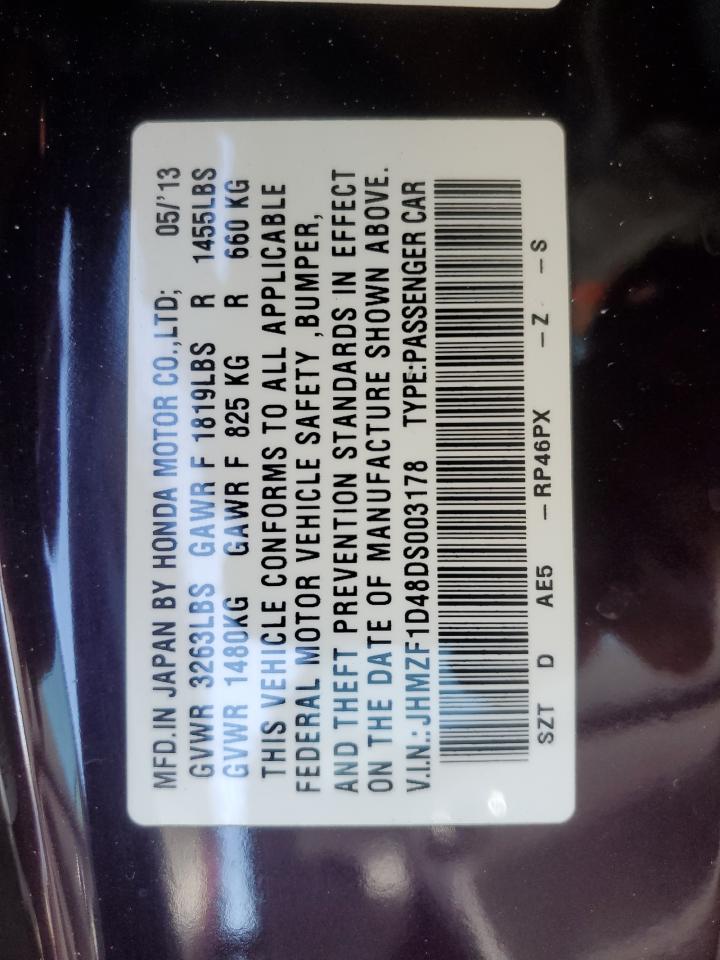 MFD.IN JAPAN BY HONDA MOTOR CO.,LTD; 05/'13
GVWR 3263LBS GAWR F 1819LBS R 1455LBS
GVWR 1480KG GAWR F 825 KG R 660 KG
THIS VEHICLE CONFORMS TO ALL APPLICABLE
FEDERAL MOTOR VEHICLE SAFETY ,BUMPER,
AND THEFT PREVENTION STANDARDS IN EFFECT
ON THE DATE OF MANUFACTURE SHOWN ABOVE.
V.I.N.: JHMZF1D48DS003178 TYPE:PASSENGER CAR
SZT D AE5 -RP46PX -Z -S